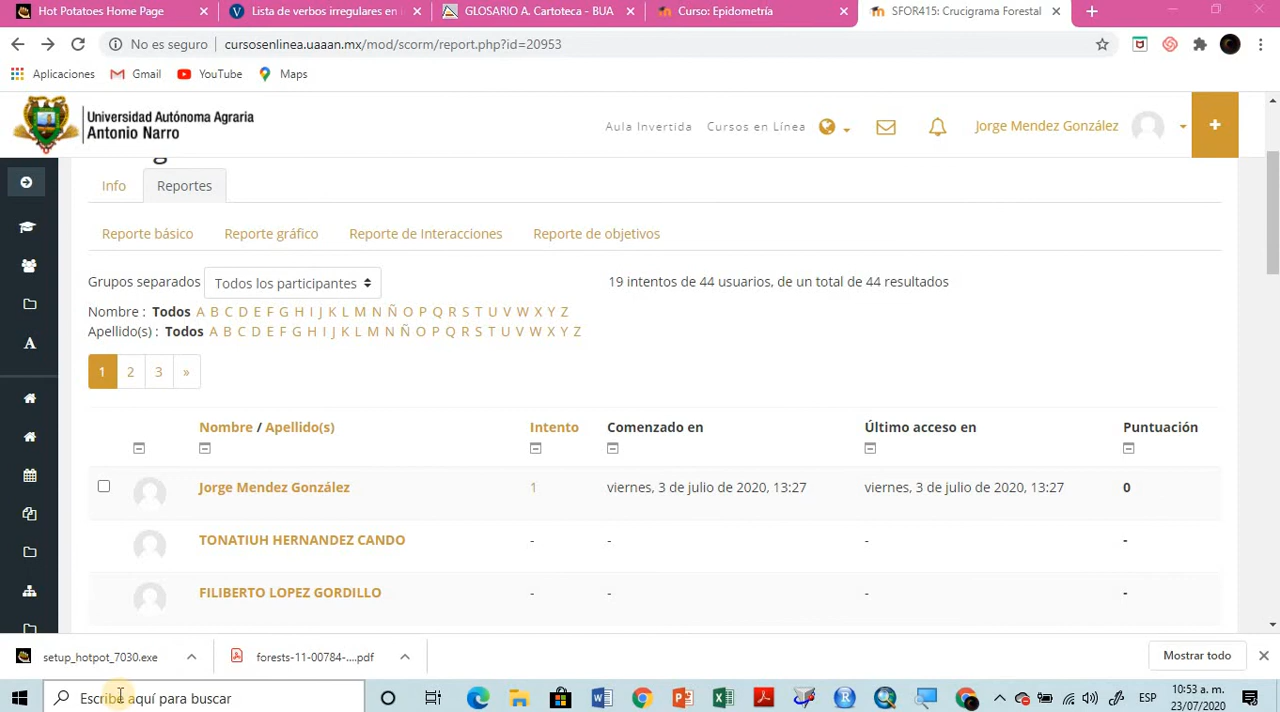 Hot Potatoes Home Page
Lista de verbos irregulares en
GLOSARIO A. Cartoteca - BUA
Curso: Epidometría
SFOR415: Crucigrama Forestal
No es seguro
cursosenlinea.uaaan.mx/mod/scorm/report.php?id=20953
Aplicaciones
Gmail
YouTube
Maps
Universidad Autónoma Agraria
Antonio Narro
Aula Invertida
Cursos en Línea
Jorge Mendez González
Info
Reportes
Reporte básico
Reporte gráfico
Reporte de Interacciones
Reporte de objetivos
Grupos separados
Todos los participantes
19 intentos de 44 usuarios, de un total de 44 resultados
Nombre : Todos A B C D E F G H I J K L M N Ñ O P Q R S T U V W X Y Z
Apellido(s) : Todos A B C D E F G H I J K L M N Ñ O P Q R S T U V W X Y Z
1 2 3 »
Nombre / Apellido(s) Intento Comenzado en Último acceso en Puntuación
Jorge Mendez González 1 viernes, 3 de julio de 2020, 13:27 viernes, 3 de julio de 2020, 13:27 0
TONATIUH HERNANDEZ CANDO - - - -
FILIBERTO LOPEZ GORDILLO - - - -
setup_hotpot_7030.exe
forests-11-00784-....pdf
Mostrar todo
Escribe aquí para buscar
ESP
10:53 a. m.
23/07/2020